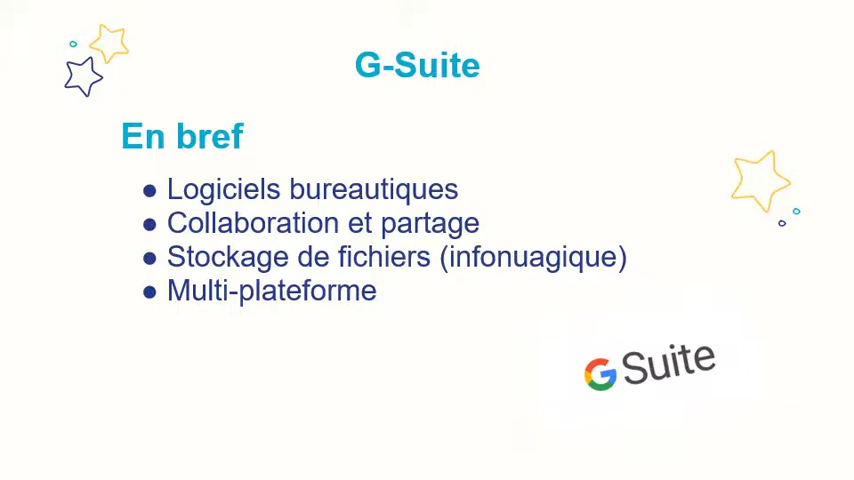 G-Suite
En bref
● Logiciels bureautiques
● Collaboration et partage
● Stockage de fichiers (infonuagique)
● Multi-plateforme
G Suite